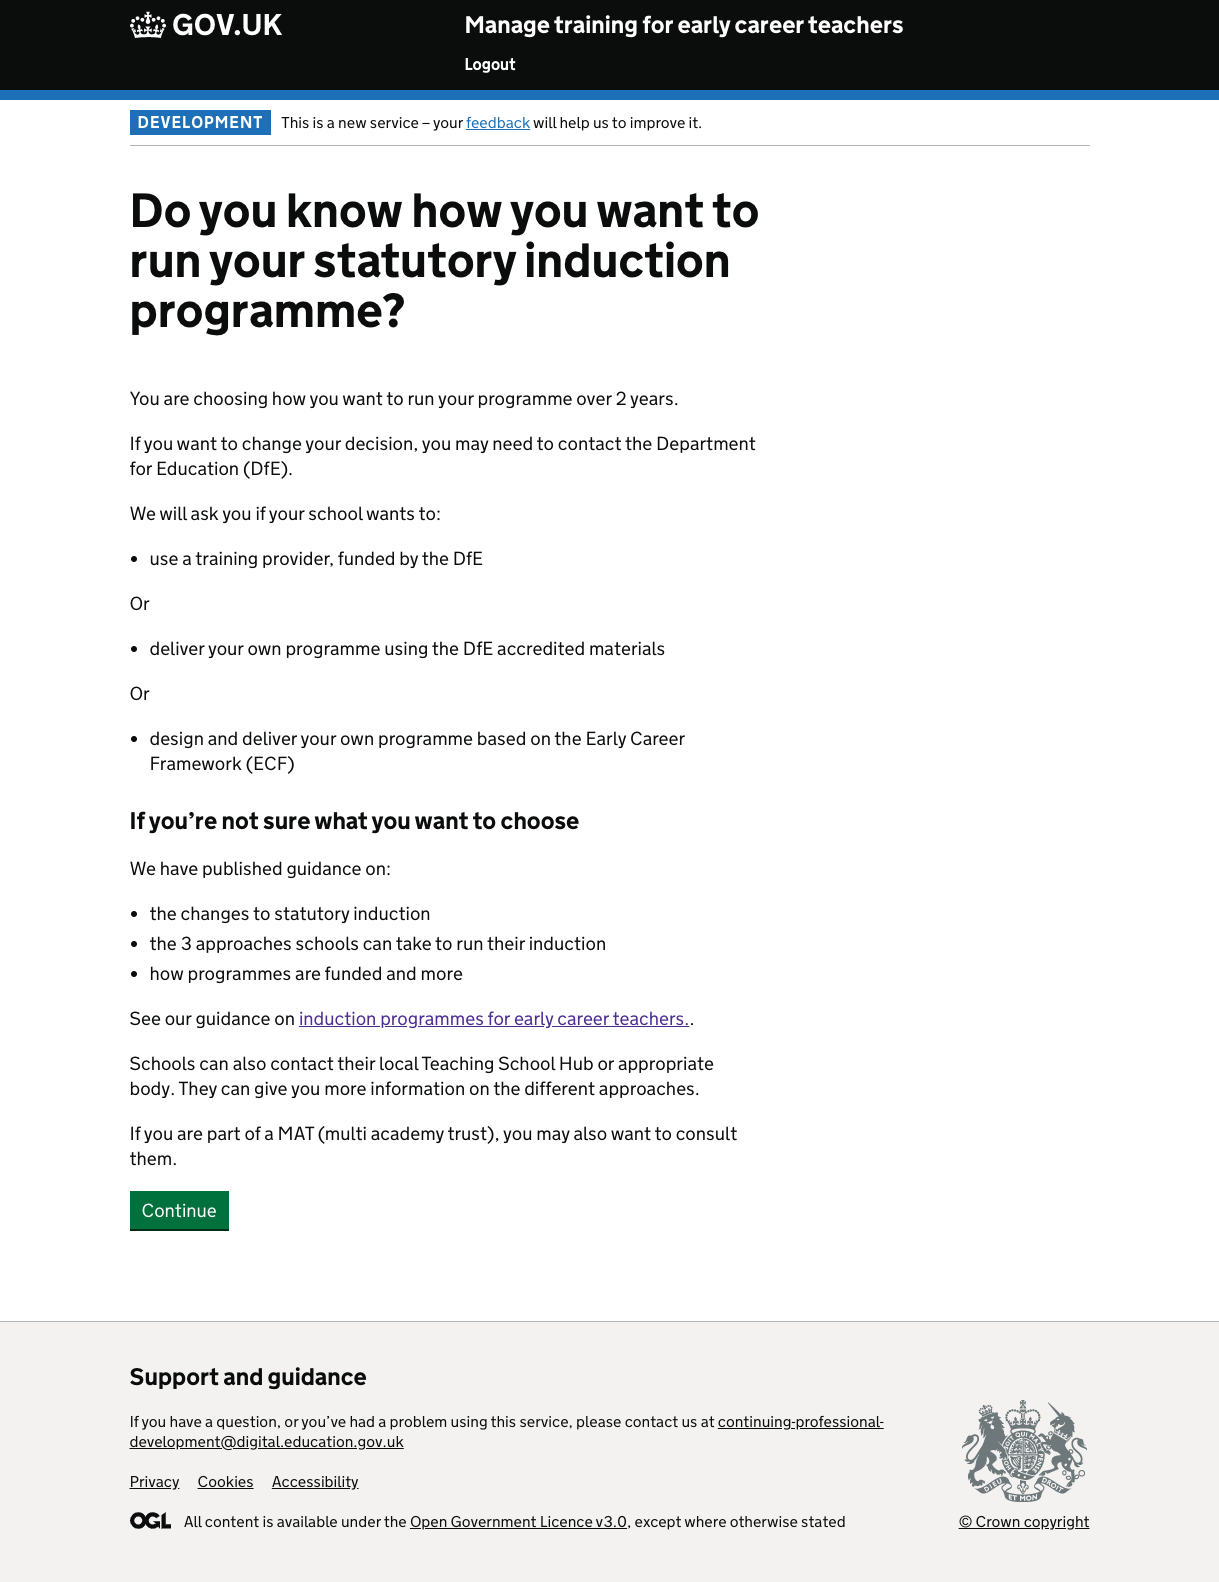 GOV.UK
Manage training for early career teachers
Logout
DEVELOPMENT This is a new service – your feedback will help us to improve it.
Do you know how you want to
run your statutory induction
programme?
You are choosing how you want to run your programme over 2 years.
If you want to change your decision, you may need to contact the Department
for Education (DfE).
We will ask you if your school wants to:
• use a training provider, funded by the DfE
Or
• deliver your own programme using the DfE accredited materials
Or
• design and deliver your own programme based on the Early Career
Framework (ECF)
If you’re not sure what you want to choose
We have published guidance on:
• the changes to statutory induction
• the 3 approaches schools can take to run their induction
• how programmes are funded and more
See our guidance on induction programmes for early career teachers..
Schools can also contact their local Teaching School Hub or appropriate
body. They can give you more information on the different approaches.
If you are part of a MAT (multi academy trust), you may also want to consult
them.
Continue
Support and guidance
If you have a question, or you’ve had a problem using this service, please contact us at continuing-professional-
development@digital.education.gov.uk
Privacy Cookies Accessibility
OGL All content is available under the Open Government Licence v3.0, except where otherwise stated
DIEU ET MON DROIT
© Crown copyright